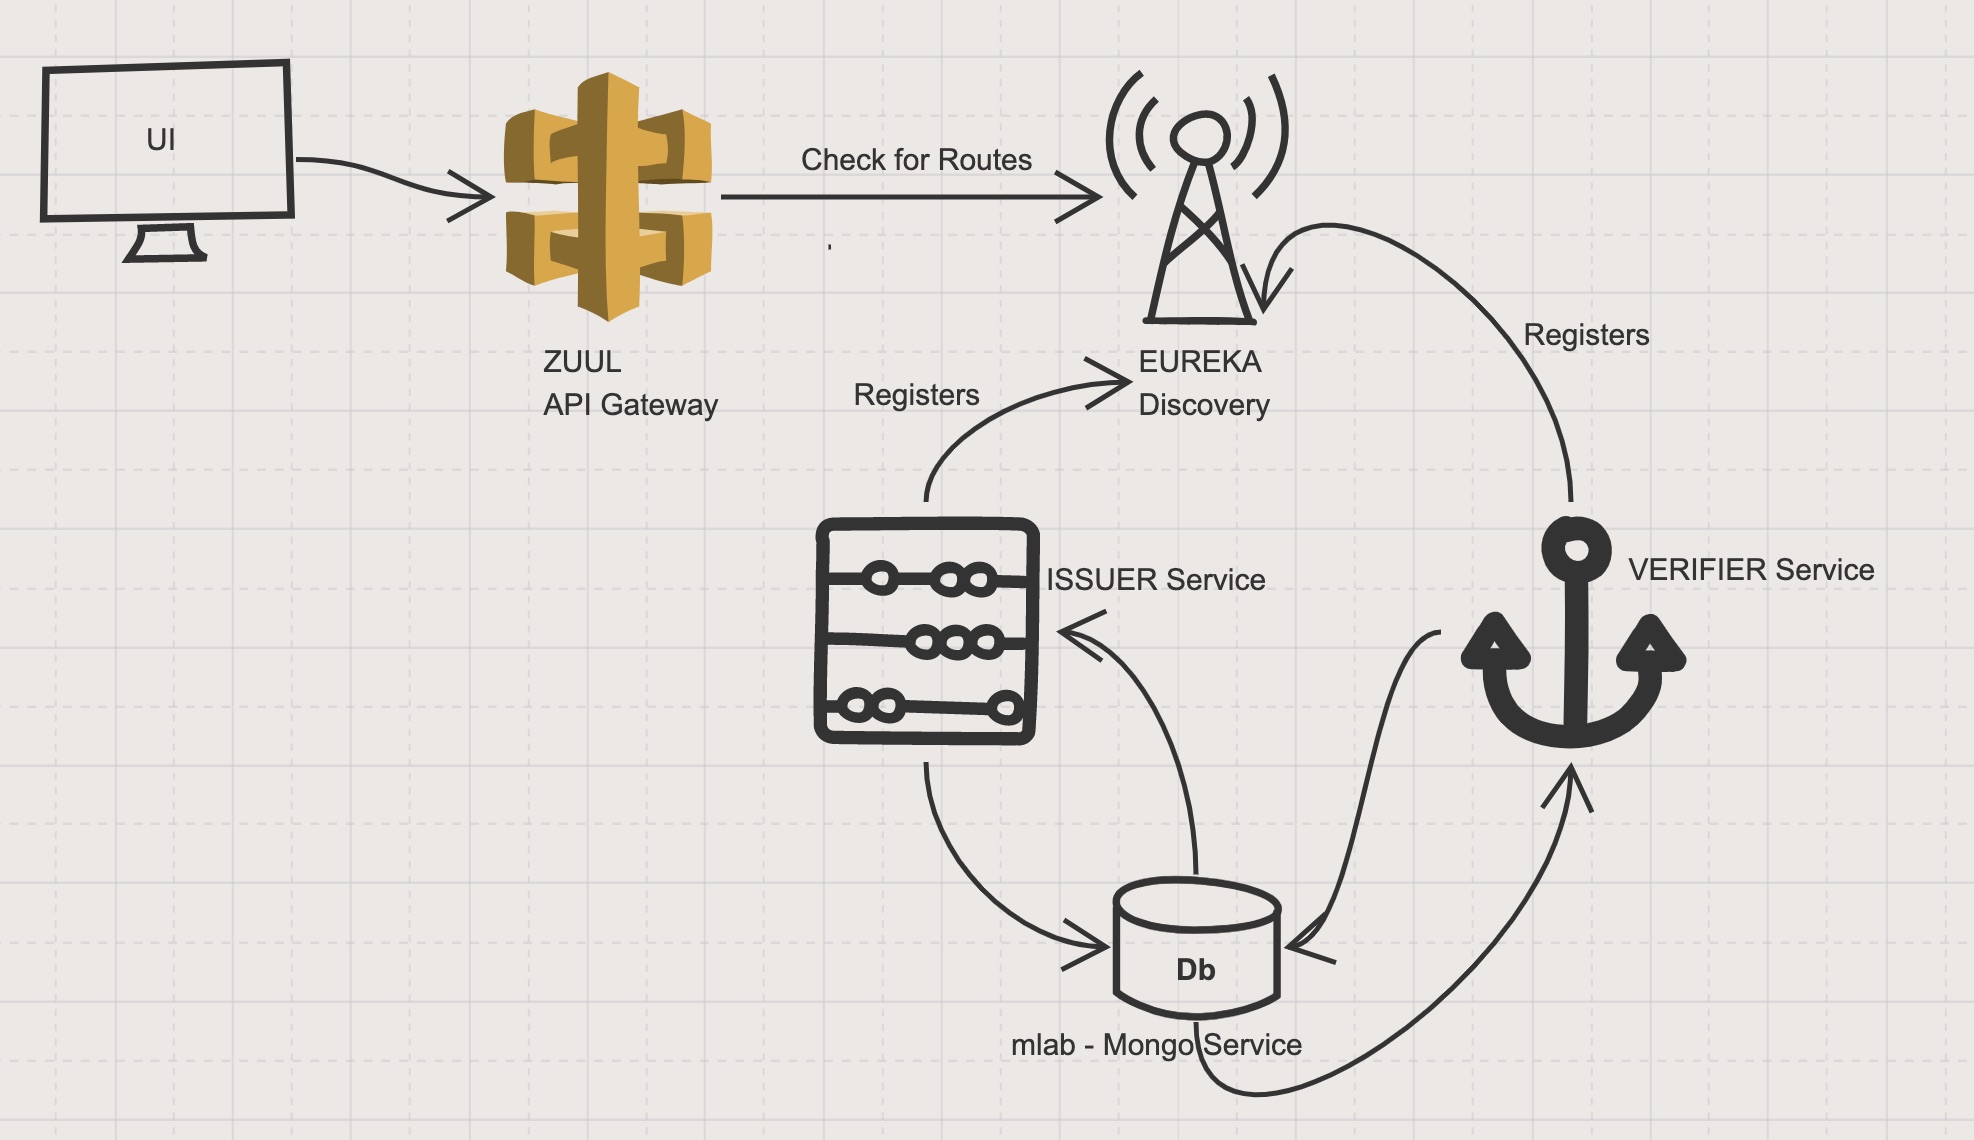 UI
Check for Routes
ZUUL
API Gateway
EUREKA
Discovery
Registers
Registers
ISSUER Service
VERIFIER Service
Db
mlab - Mongo Service